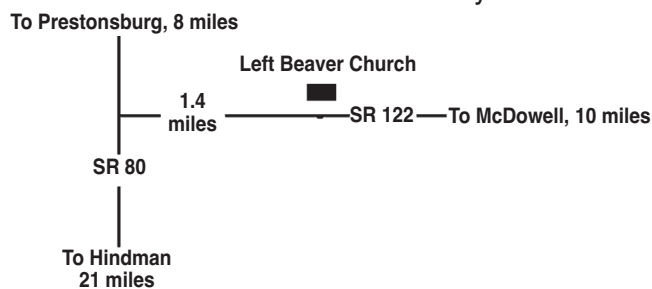 To Prestonsburg, 8 miles
Left Beaver Church
1.4
miles
SR 122
To McDowell, 10 miles
SR 80
To Hindman
21 miles